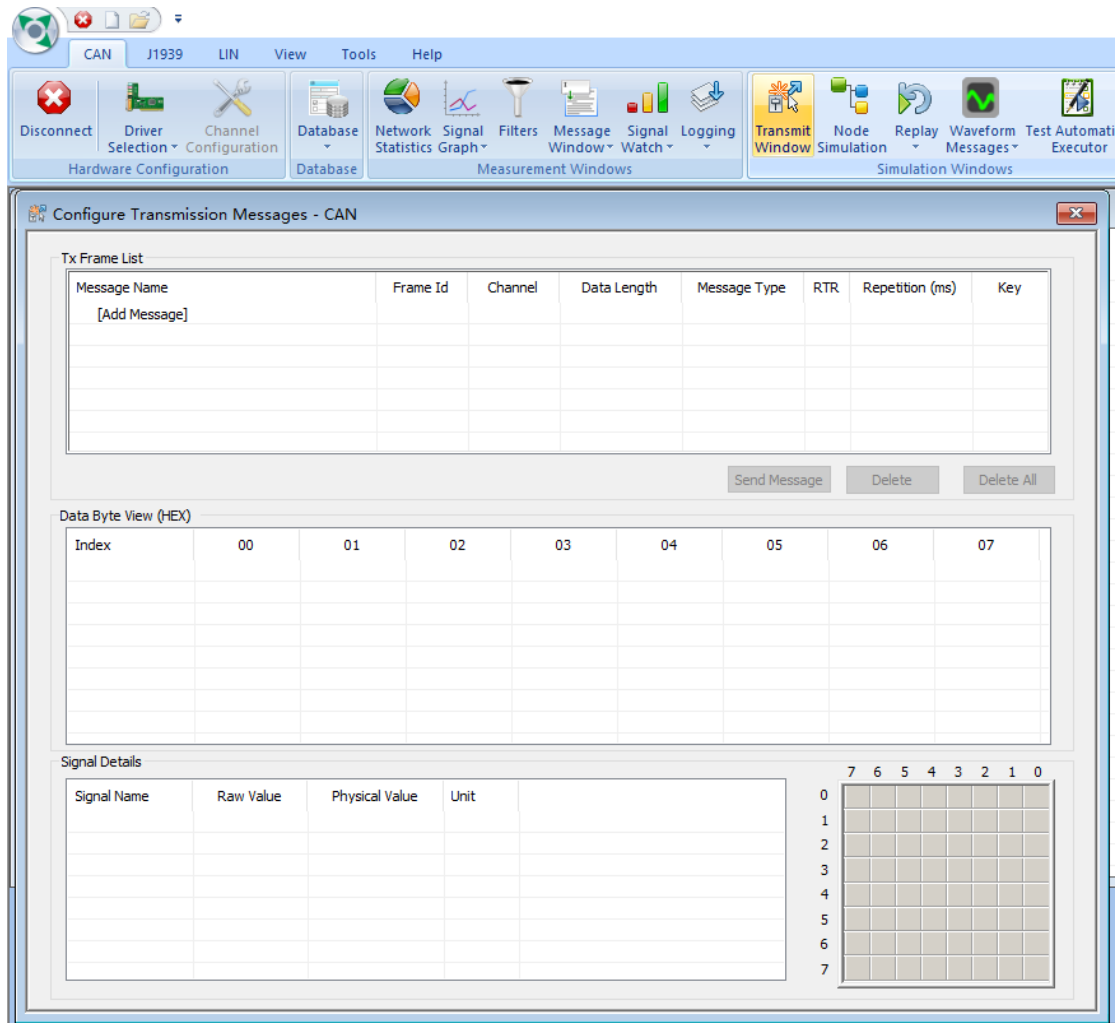 CAN J1939 LIN View Tools Help
Disconnect Driver Selection Channel Configuration Database Network Statistics Signal Graph Filters Message Window Signal Watch Logging Transmit Window Node Simulation Replay Waveform Messages Test Automati Executor
Hardware Configuration Database Measurement Windows Simulation Windows
Configure Transmission Messages - CAN
Tx Frame List
Message Name Frame Id Channel Data Length Message Type RTR Repetition (ms) Key
[Add Message]
Send Message Delete Delete All
Data Byte View (HEX)
Index 00 01 02 03 04 05 06 07
Signal Details
7 6 5 4 3 2 1 0
Signal Name Raw Value Physical Value Unit
0
1
2
3
4
5
6
7